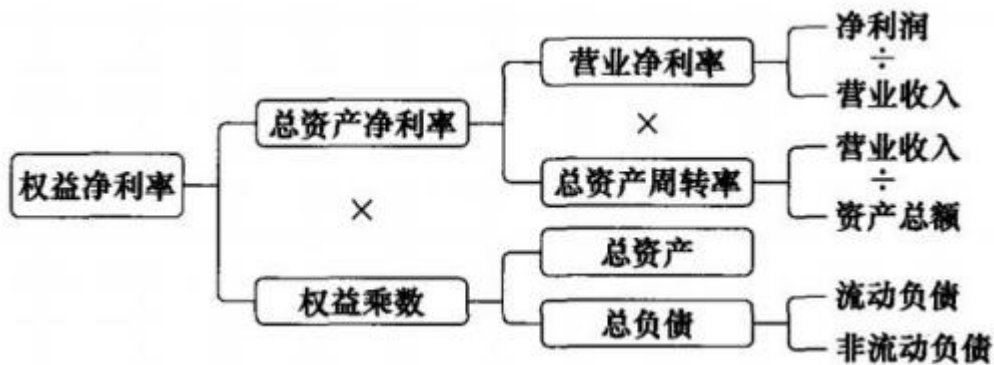 净利润
营业净利率
÷
营业收入
总资产净利率
×
营业收入
权益净利率
总资产周转率
÷
×
资产总额
总资产
权益乘数
流动负债
总负债
非流动负债